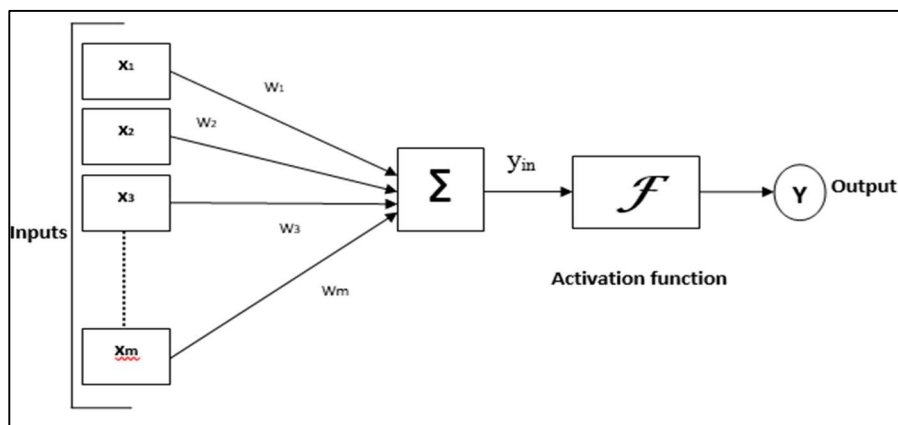 Inputs
x₁
x₂
x₃
xm
w₁
w₂
w₃
wm
Σ
yin
ℱ
Activation function
Y
Output